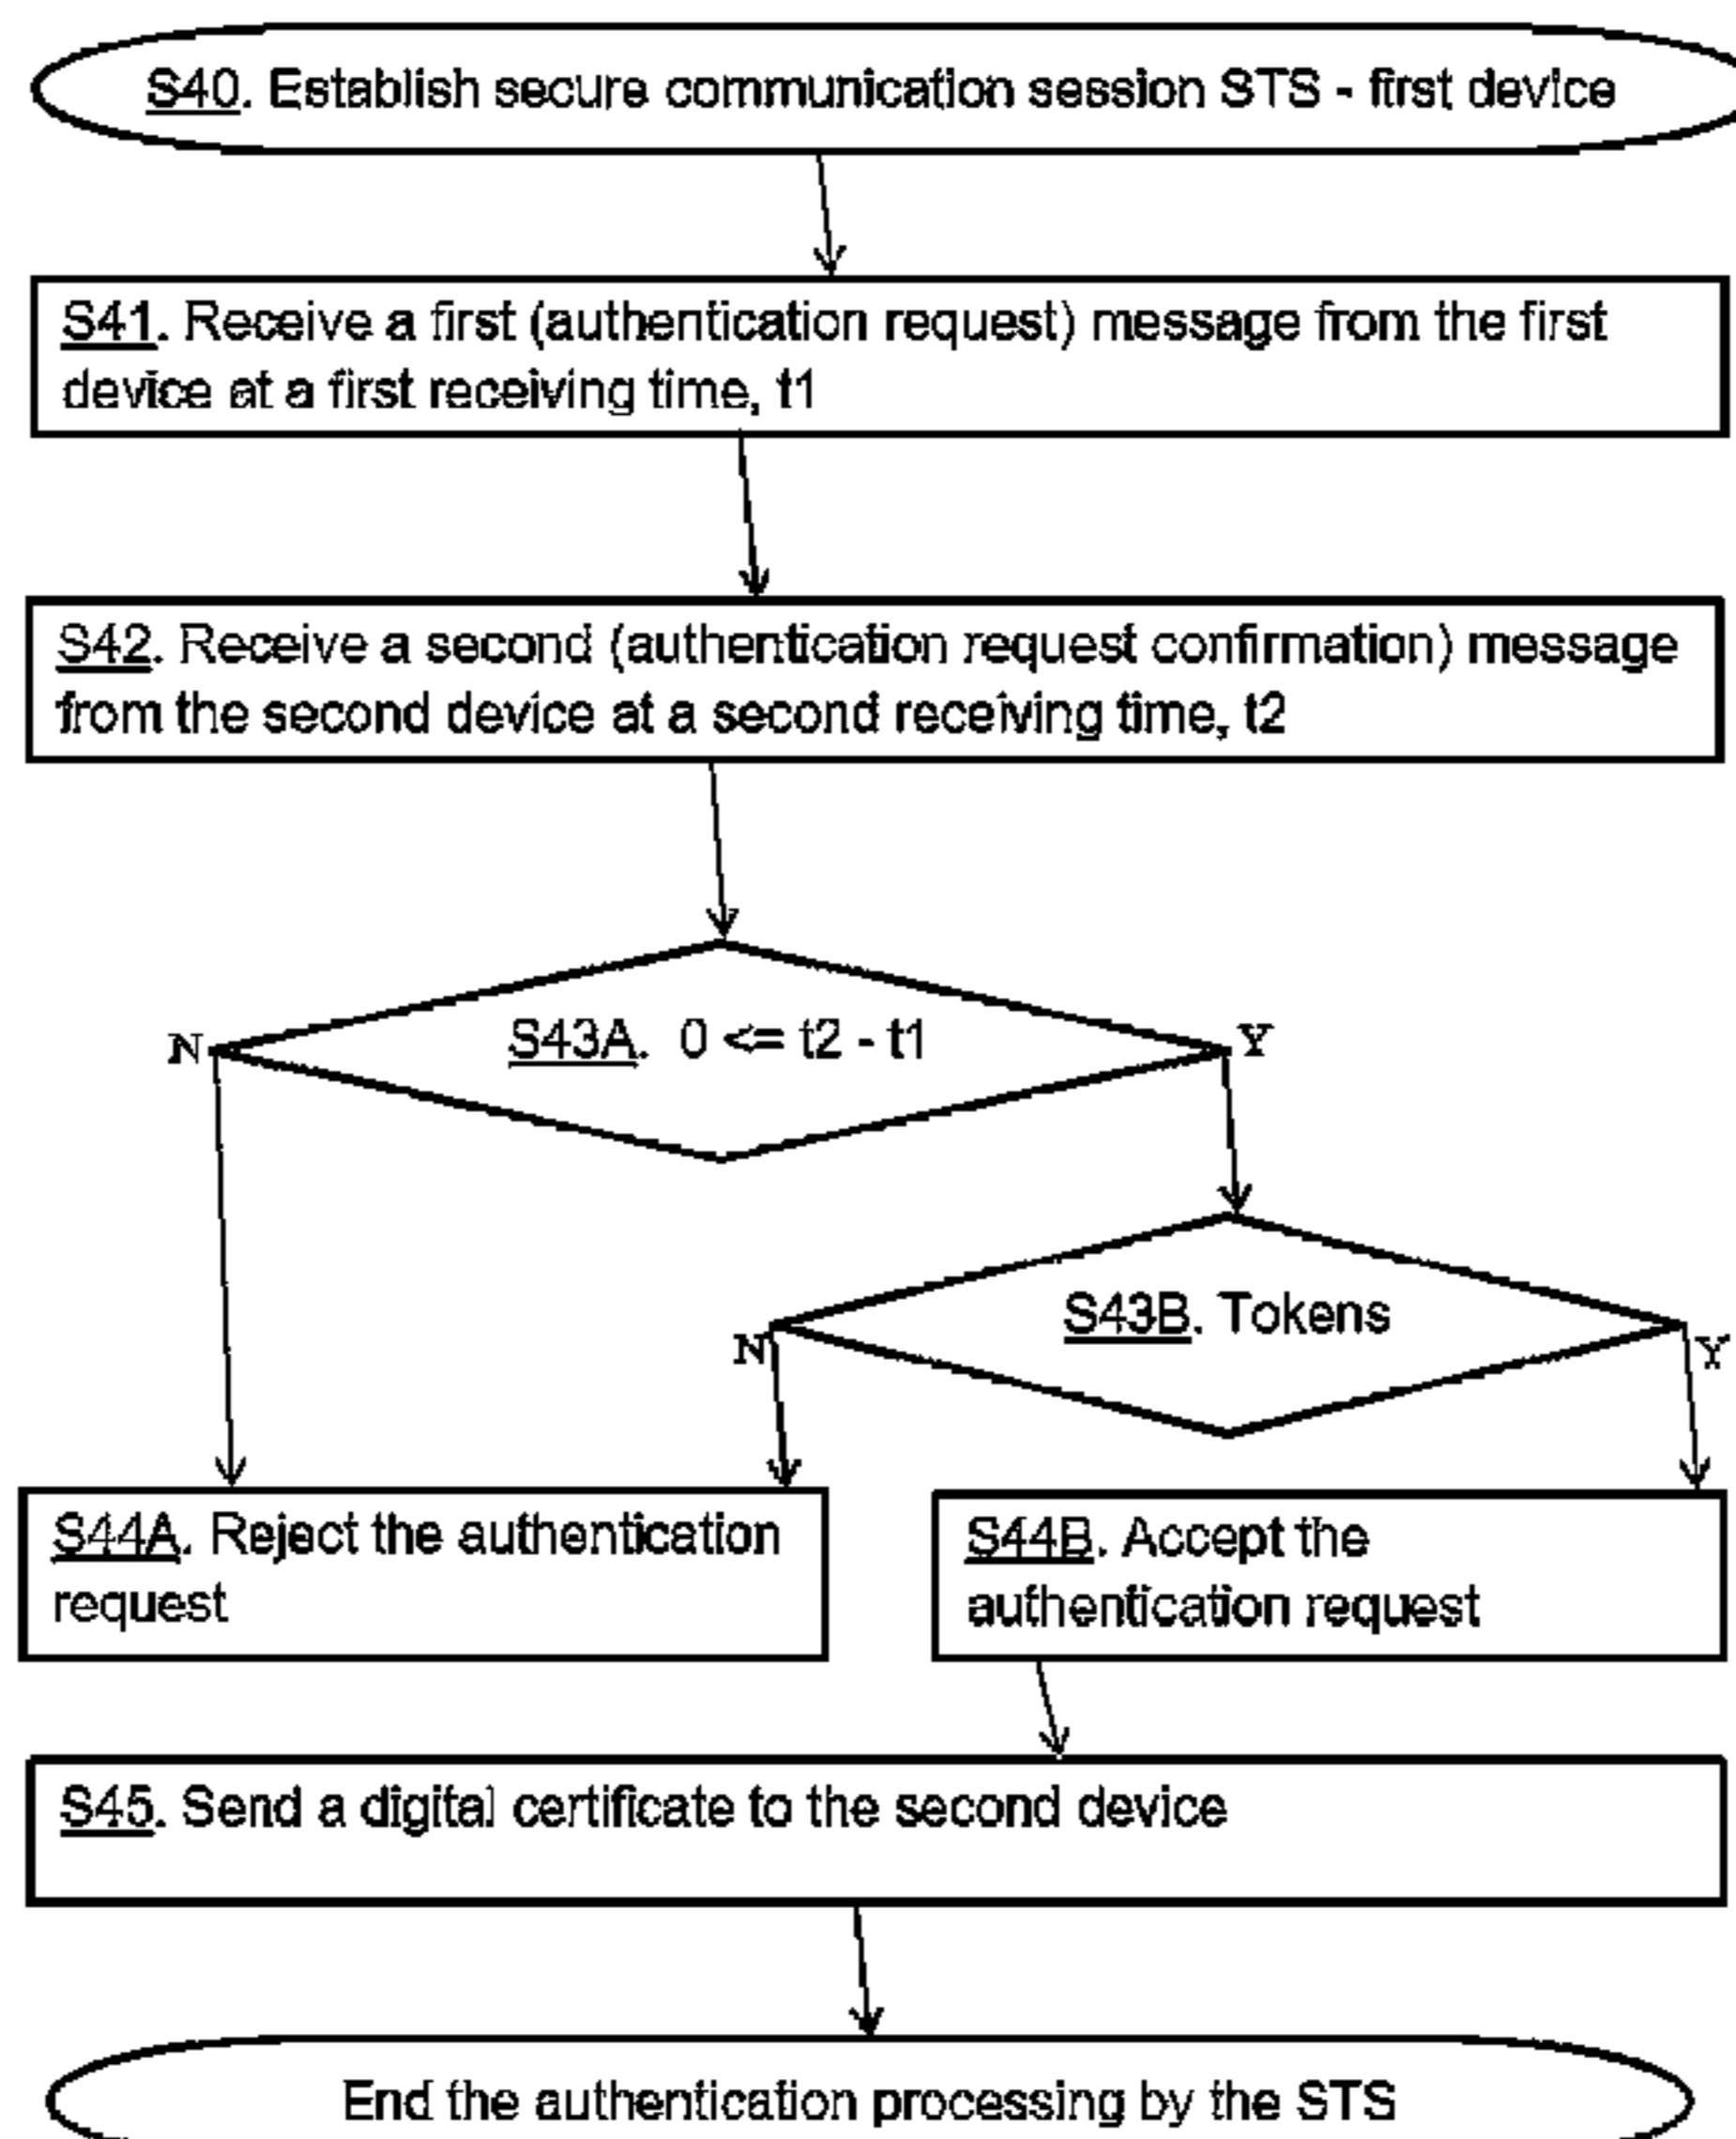 S40. Establish secure communication session STS - first device
S41. Receive a first (authentication request) message from the first
device at a first receiving time, t1
S42. Receive a second (authentication request confirmation) message
from the second device at a second receiving time, t2
N
S43A. 0 <= t2 - t1
Y
N
S43B. Tokens
Y
S44A. Reject the authentication
request
S44B. Accept the
authentication request
S45. Send a digital certificate to the second device
End the authentication processing by the STS